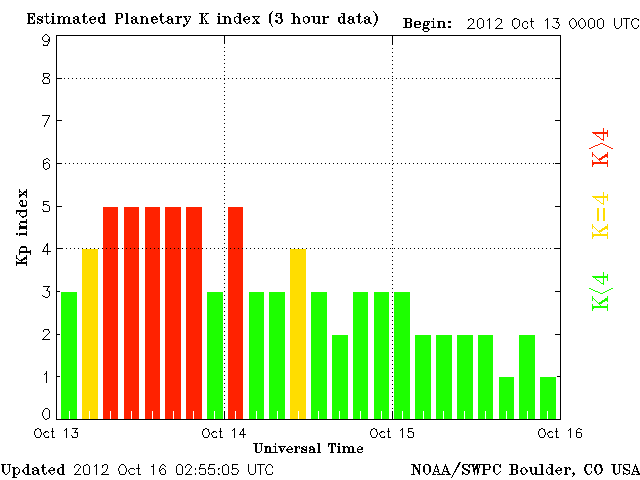 Estimated Planetary K index (3 hour data)
Begin: 2012 Oct 13 0000 UTC
9
8
7
6
5
4
3
2
1
0
Kp index
K>4
K=4
K<4
Oct 13
Oct 14
Oct 15
Oct 16
Universal Time
Updated 2012 Oct 16 02:55:05 UTC
NOAA/SWPC Boulder, CO USA